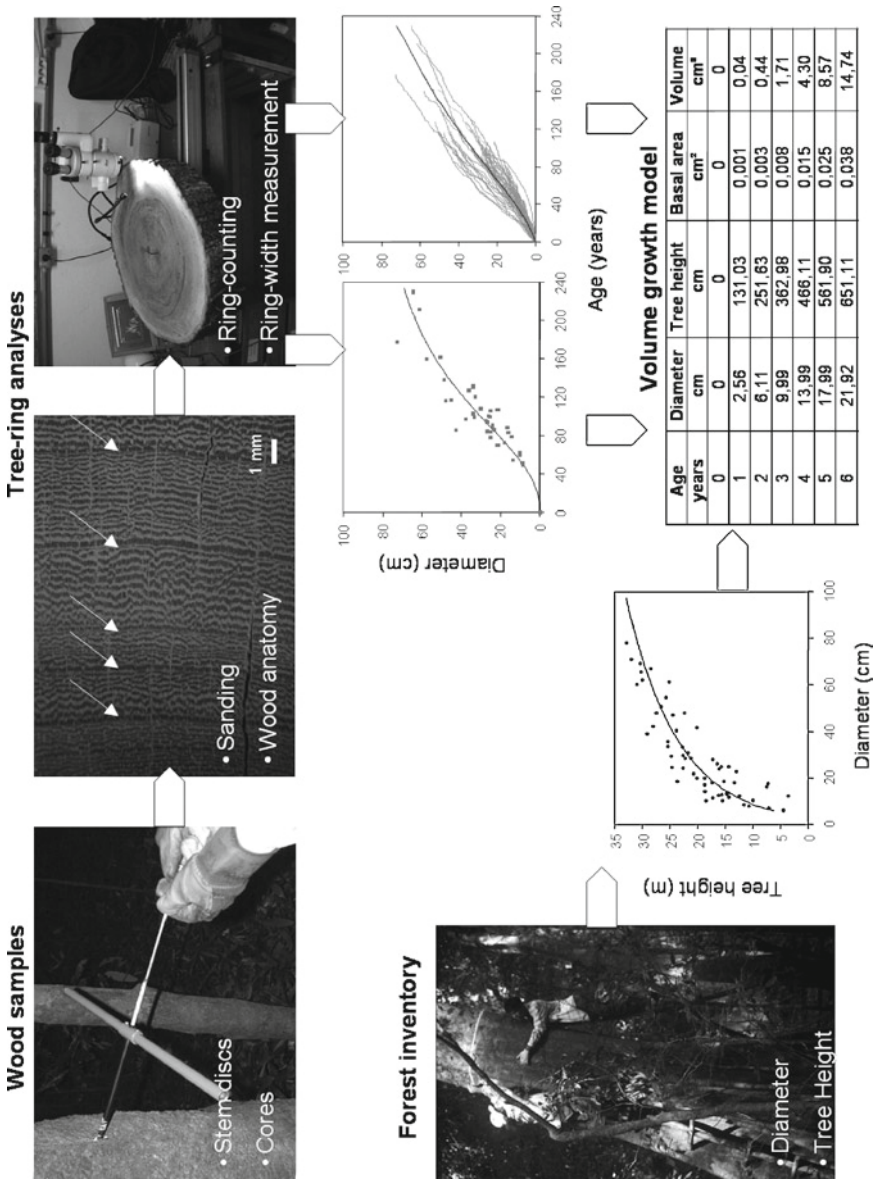 Wood samples
Tree-ring analyses
• Stem discs
• Cores
• Sanding
• Wood anatomy
1 mm
• Ring-counting
• Ring-width measurement
Forest inventory
• Diameter
• Tree Height
Diameter (cm)
100
80
60
40
20
0
0 40 80 120 160 200 240
100
80
60
40
20
0
0 40 80 120 160 200 240
Age (years)
Tree height (m)
35
30
25
20
15
10
5
0
0 20 40 60 80 100
Diameter (cm)
Volume growth model
Age Diameter Tree height Basal area Volume
years cm cm cm² cm³
0 0 0 0 0
1 2,56 131,03 0,001 0,04
2 6,11 251,63 0,003 0,44
3 9,99 362,98 0,008 1,71
4 13,99 466,11 0,015 4,30
5 17,99 561,90 0,025 8,57
6 21,92 651,11 0,038 14,74